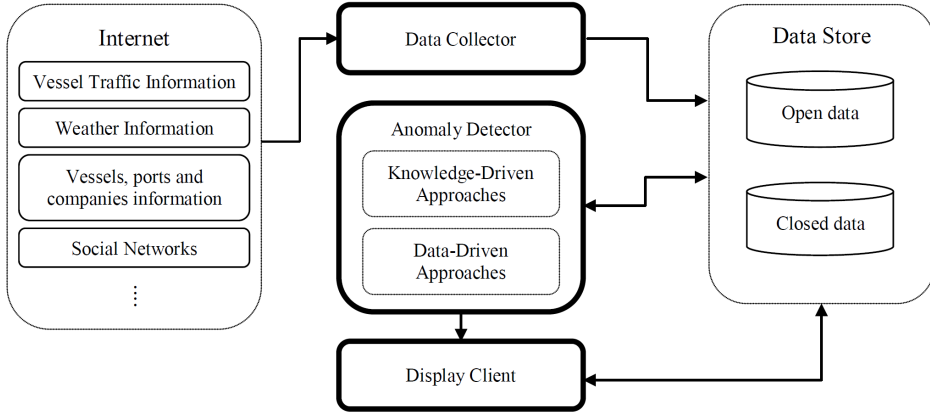 Internet
Vessel Traffic Information
Weather Information
Vessels, ports and
companies information
Social Networks
Data Collector
Anomaly Detector
Knowledge-Driven
Approaches
Data-Driven
Approaches
Display Client
Data Store
Open data
Closed data